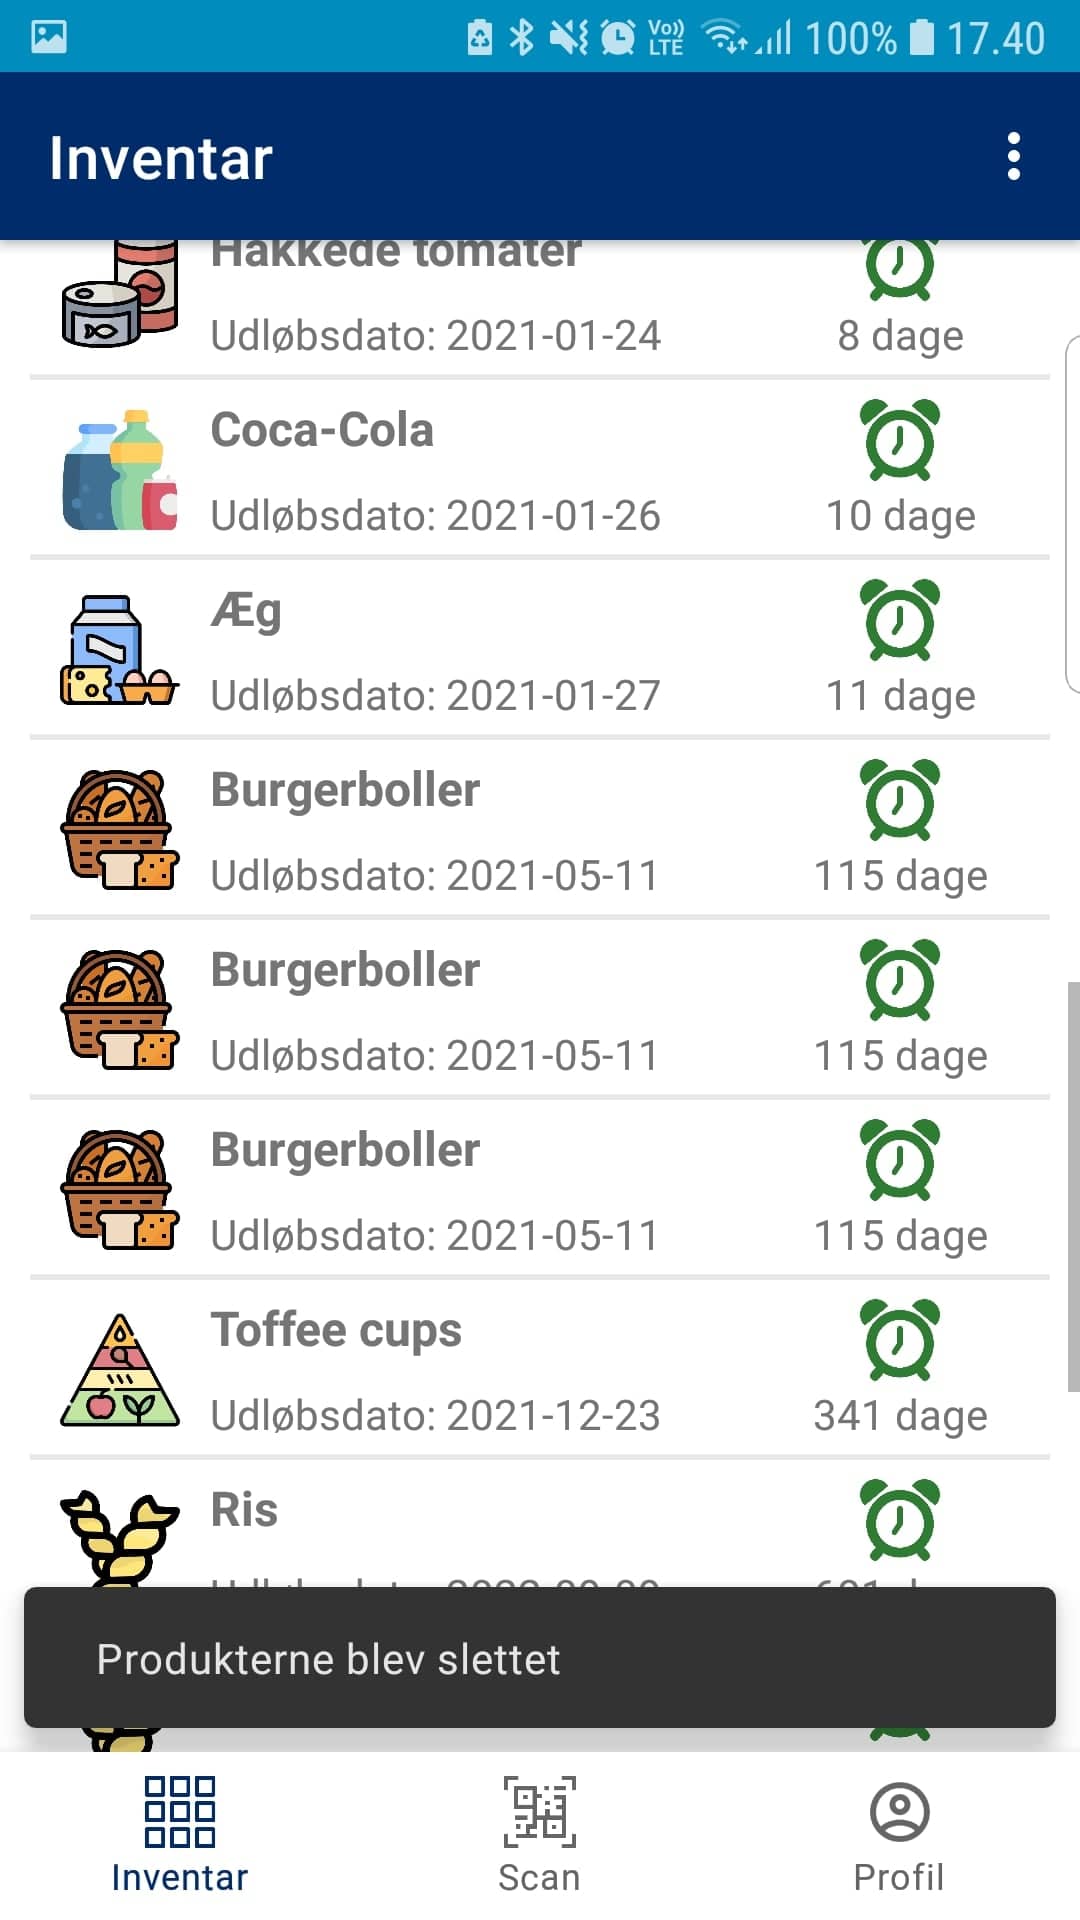 Vo)) LTE 100% 17.40
Inventar
Hakkede tomater
Udløbsdato: 2021-01-24 8 dage
Coca-Cola
Udløbsdato: 2021-01-26 10 dage
Æg
Udløbsdato: 2021-01-27 11 dage
Burgerboller
Udløbsdato: 2021-05-11 115 dage
Burgerboller
Udløbsdato: 2021-05-11 115 dage
Burgerboller
Udløbsdato: 2021-05-11 115 dage
Toffee cups
Udløbsdato: 2021-12-23 341 dage
Ris
Produkterne blev slettet
Inventar Scan Profil